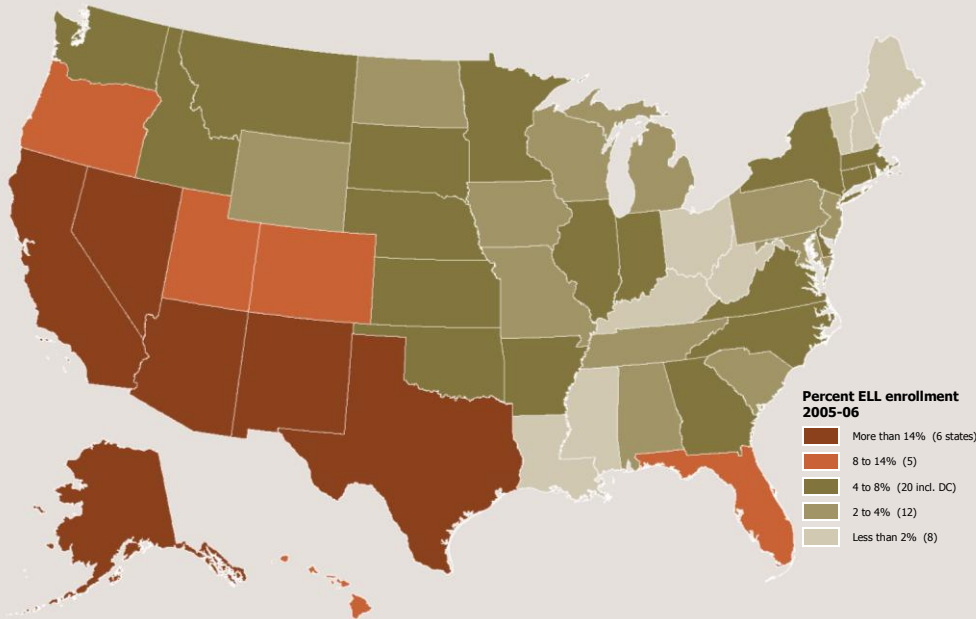 Percent ELL enrollment
2005-06
More than 14% (6 states)
8 to 14% (5)
4 to 8% (20 incl. DC)
2 to 4% (12)
Less than 2% (8)